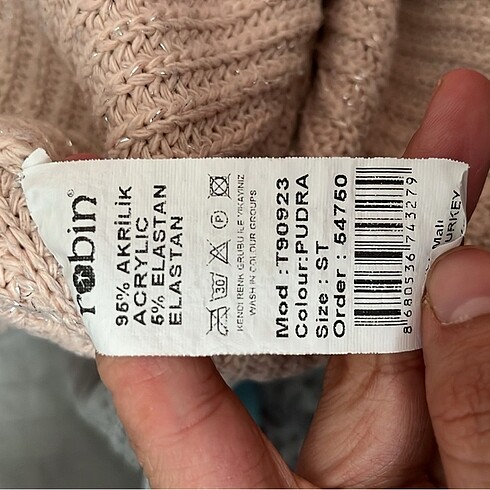 robin®
95% AKRİLİK
ACRYLIC
5% ELASTAN
ELASTAN
30
P
KENDİ RENK GRUBU İLE YIKAYINIZ
WASH IN COLOUR GROUPS
Mod : T90923
Colour:PUDRA
Size : ST
Order : 54750
8680536743279
Malı